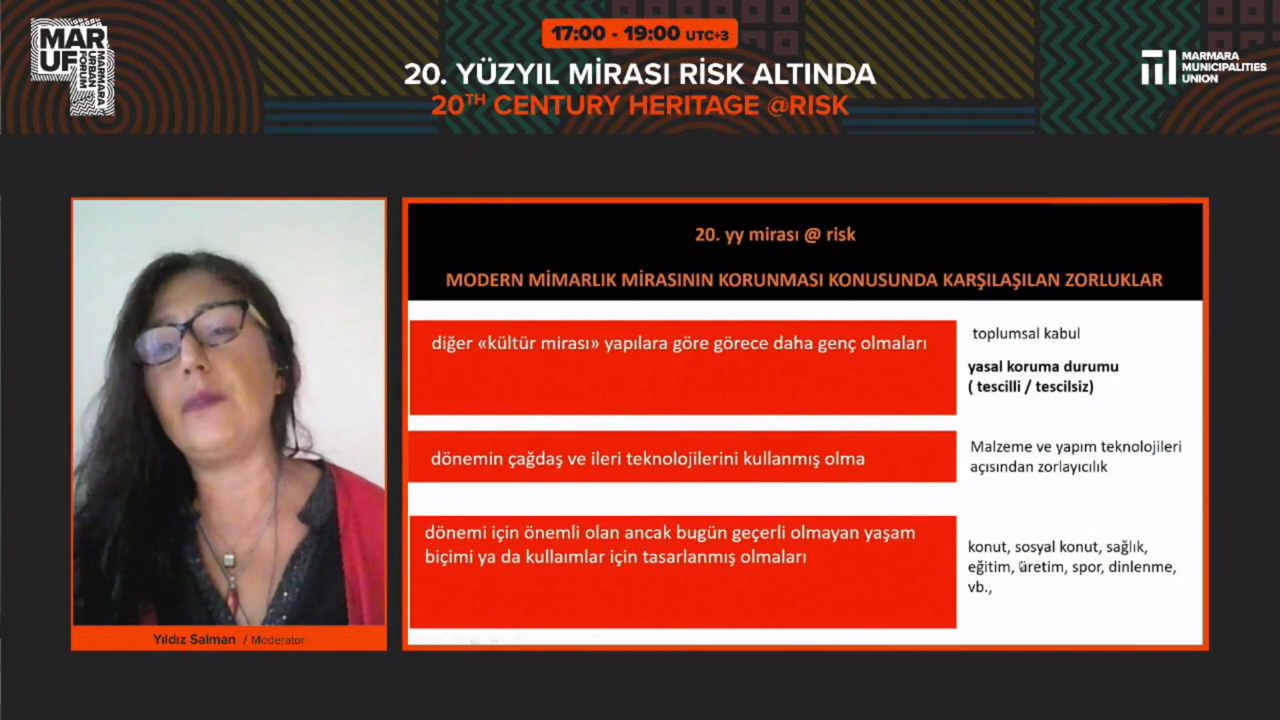 MAR
UF
MARMARA
URBAN
FORUM
17:00 - 19:00 UTC+3
20. YÜZYIL MİRASI RİSK ALTINDA
20TH CENTURY HERITAGE @RISK
MARMARA
MUNICIPALITIES
UNION
Yıldız Salman / Moderator
20. yy mirası @ risk
MODERN MİMARLIK MİRASININ KORUNMASI KONUSUNDA KARŞILAŞILAN ZORLUKLAR
diğer «kültür mirası» yapılara göre görece daha genç olmaları
toplumsal kabul
yasal koruma durumu
( tescilli / tescilsiz)
dönemin çağdaş ve ileri teknolojilerini kullanmış olma
Malzeme ve yapım teknolojileri
açısından zorlayıcılık
dönemi için önemli olan ancak bugün geçerli olmayan yaşam
biçimi ya da kullaımlar için tasarlanmış olmaları
konut, sosyal konut, sağlık,
eğitim, üretim, spor, dinlenme,
vb.,